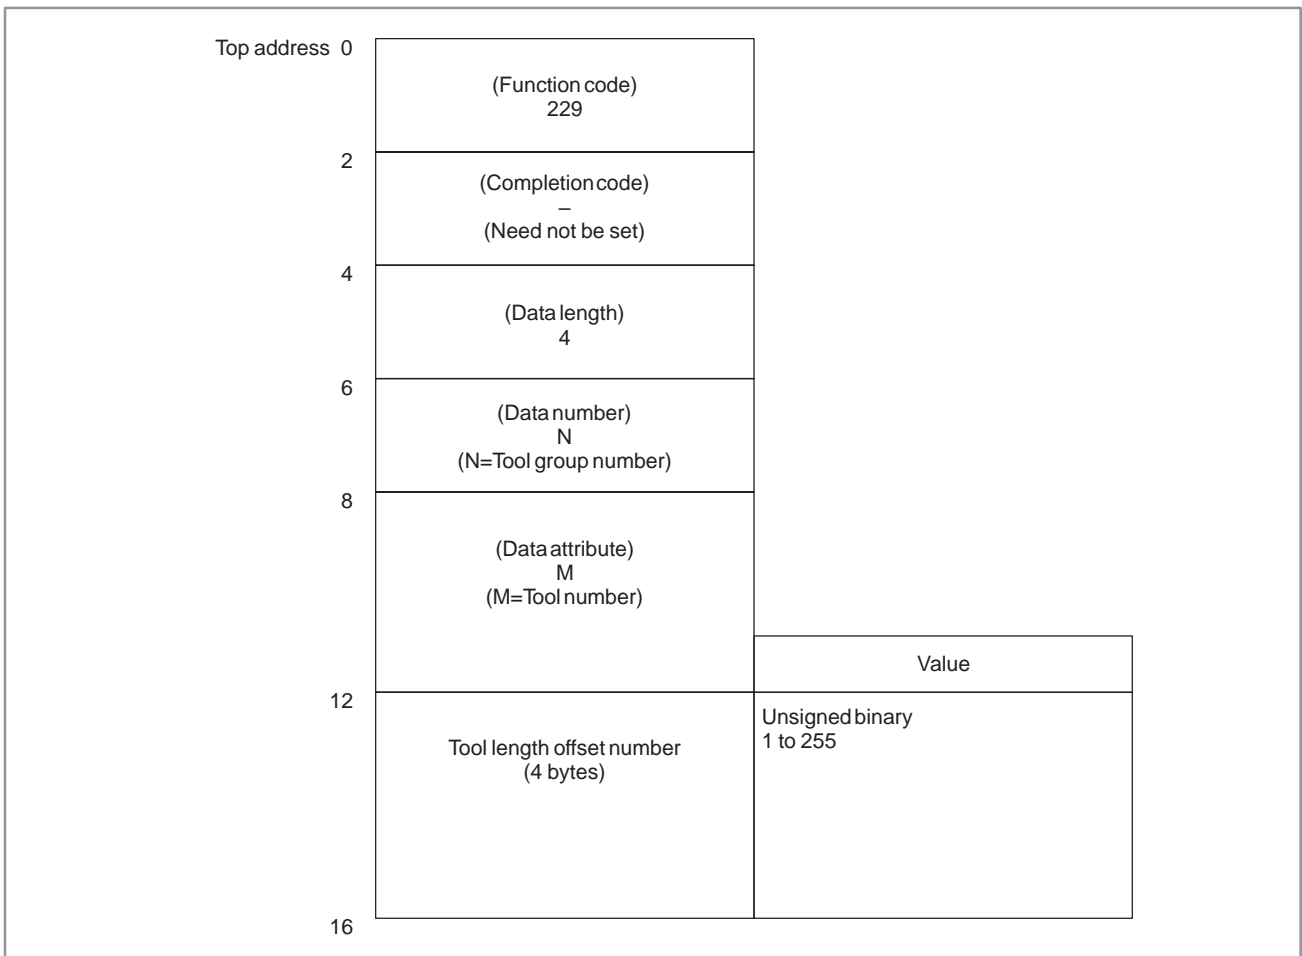 Top address 0
(Function code)
229
2
(Completion code)
–
(Need not be set)
4
(Data length)
4
6
(Data number)
N
(N=Tool group number)
8
(Data attribute)
M
(M=Tool number)
Value
12
Unsigned binary
1 to 255
Tool length offset number
(4 bytes)
16